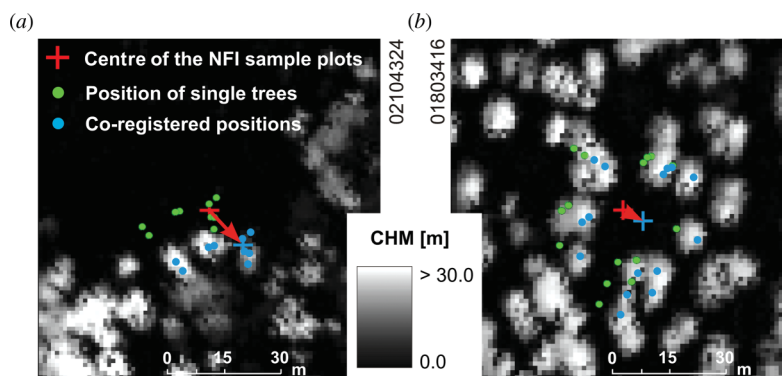 (a)
Centre of the NFI sample plots
Position of single trees
Co-registered positions
0 15 30
m
02104324
CHM [m]
> 30.0
0.0
(b)
01803416
0 15 30
m